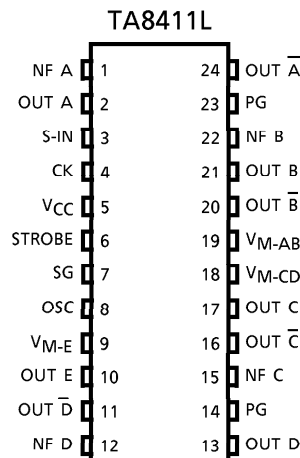 TA8411L
NF A 1 24 OUT A̅
OUT A 2 23 PG
S-IN 3 22 NF B
CK 4 21 OUT B
VCC 5 20 OUT B̅
STROBE 6 19 VM-AB
SG 7 18 VM-CD
OSC 8 17 OUT C
VM-E 9 16 OUT C̅
OUT E 10 15 NF C
OUT D̅ 11 14 PG
NF D 12 13 OUT D